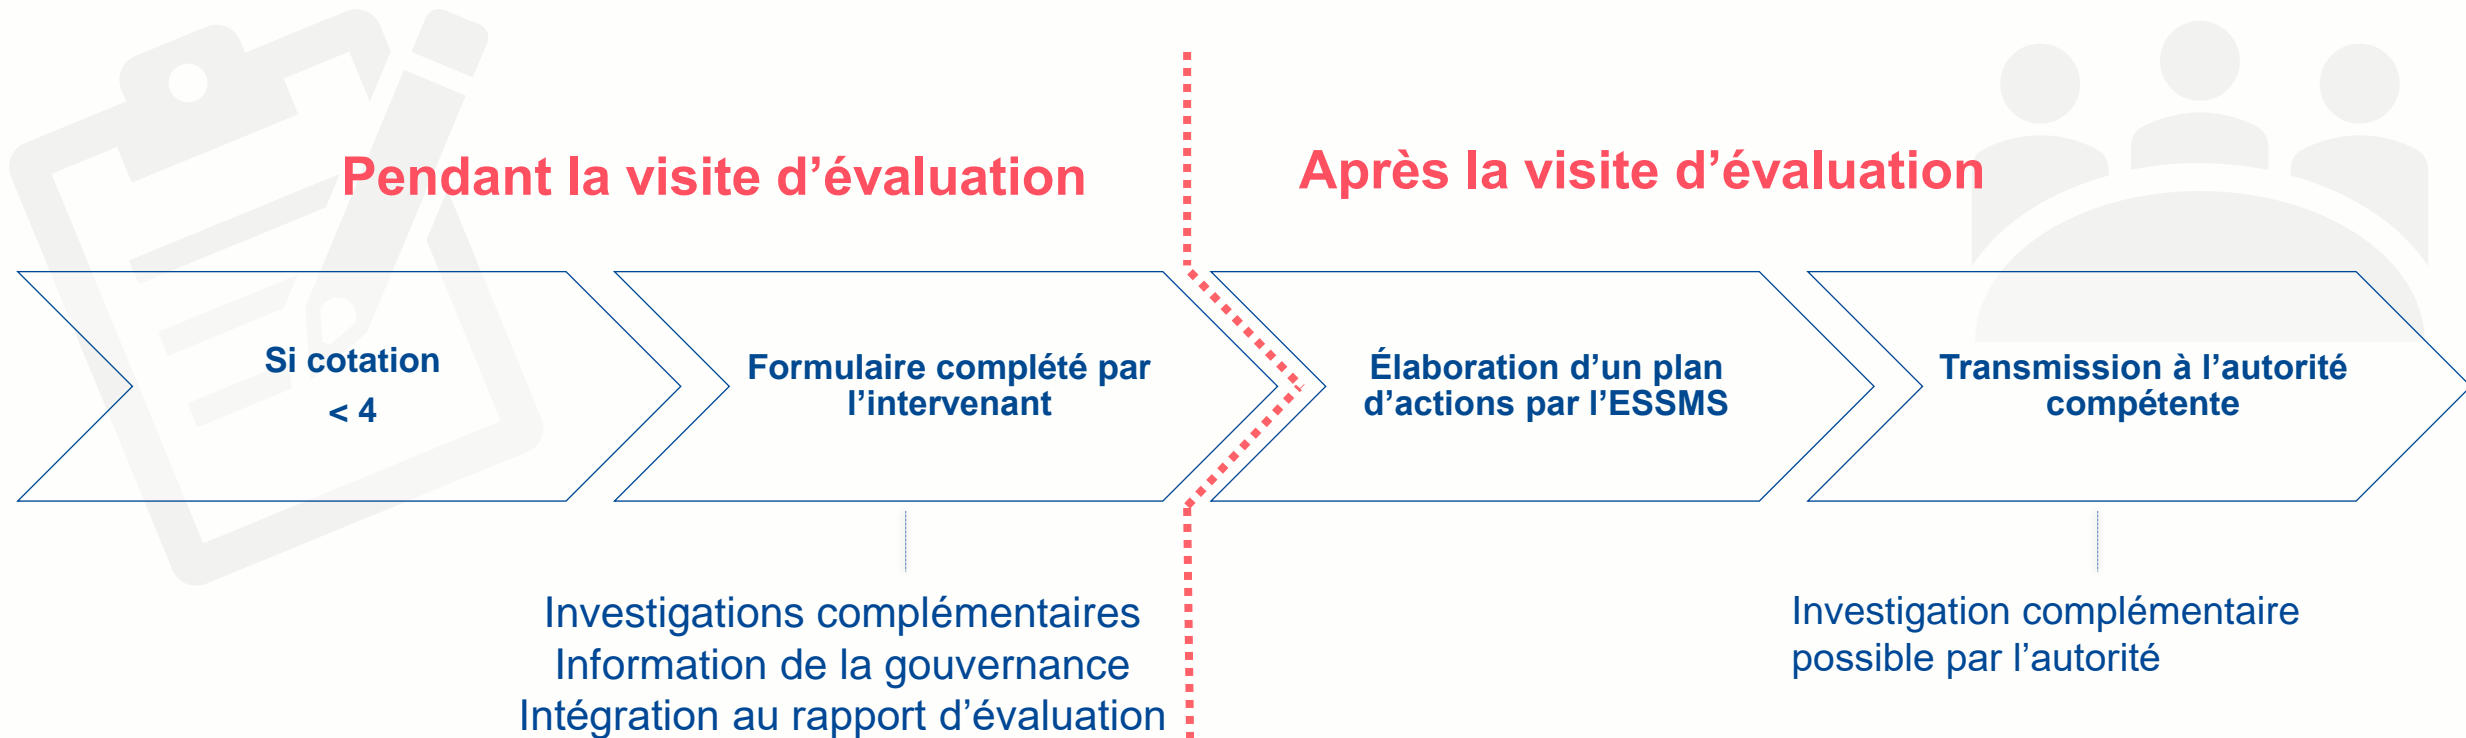 Pendant la visite d’évaluation
Après la visite d’évaluation
Si cotation
< 4
Formulaire complété par
l’intervenant
Élaboration d’un plan
d’actions par l’ESSMS
Transmission à l’autorité
compétente
Investigations complémentaires
Information de la gouvernance
Intégration au rapport d’évaluation
Investigation complémentaire
possible par l’autorité